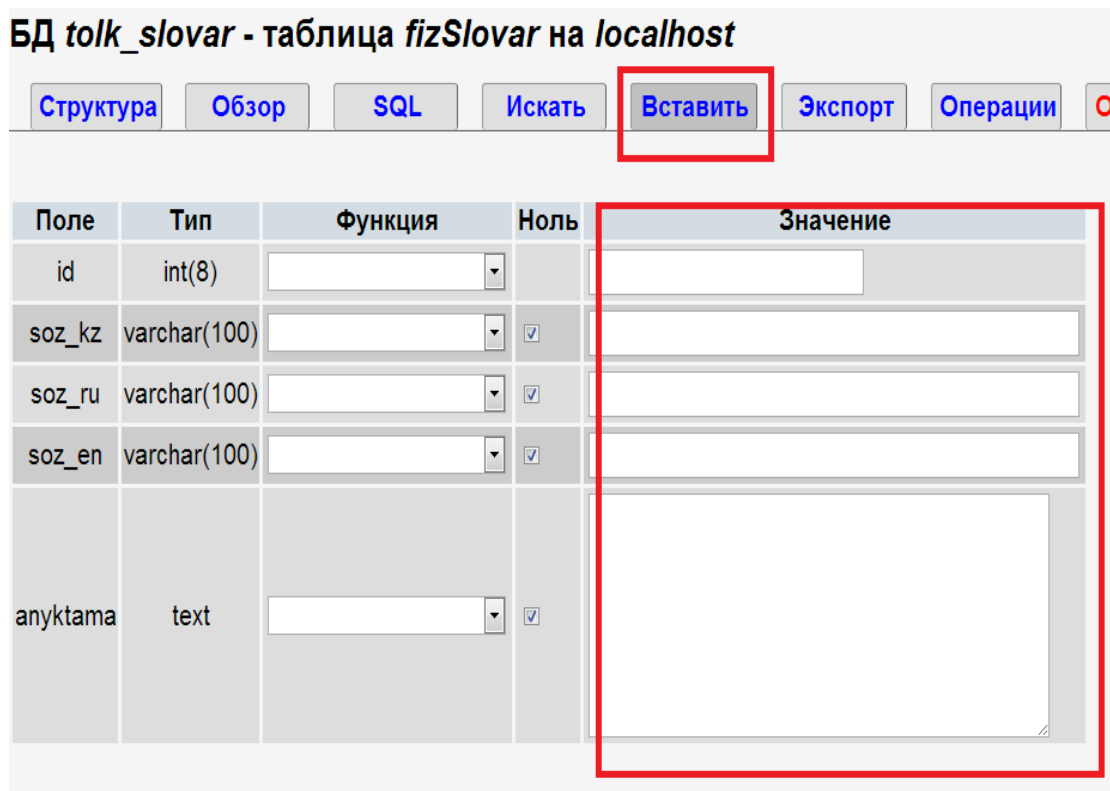 БД tolk_slovar - таблица fizSlovar на localhost
Структура Обзор SQL Искать Вставить Экспорт Операции О
Поле Тип Функция Ноль Значение
id int(8)
soz_kz varchar(100)
soz_ru varchar(100)
soz_en varchar(100)
anyktama text